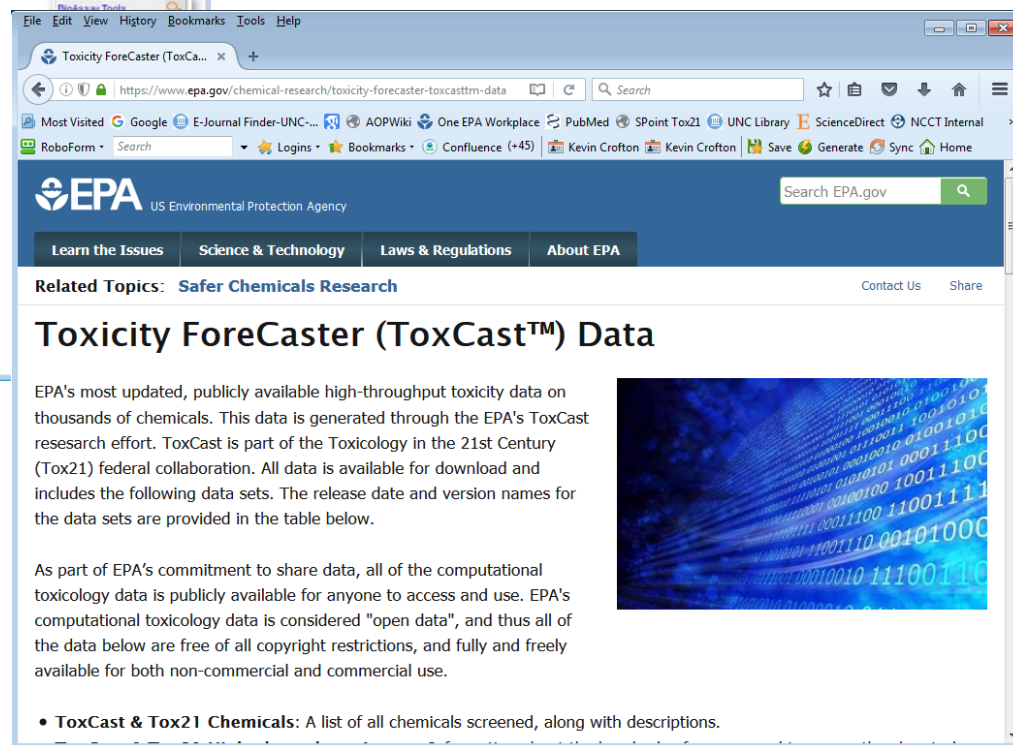 BioAssay Tools
File Edit View History Bookmarks Tools Help
Toxicity ForeCaster (ToxCa... × +
https://www.epa.gov/chemical-research/toxicity-forecaster-toxcasttm-data Search
Most Visited Google E-Journal Finder-UNC-... AOPWiki One EPA Workplace PubMed SPoint Tox21 UNC Library ScienceDirect NCCT Internal
RoboForm Search Logins Bookmarks Confluence (+45) Kevin Crofton Kevin Crofton Save Generate Sync Home
EPA US Environmental Protection Agency Search EPA.gov
Learn the Issues Science & Technology Laws & Regulations About EPA
Related Topics: Safer Chemicals Research Contact Us Share
Toxicity ForeCaster (ToxCast™) Data
EPA's most updated, publicly available high-throughput toxicity data on
thousands of chemicals. This data is generated through the EPA's ToxCast
resesarch effort. ToxCast is part of the Toxicology in the 21st Century
(Tox21) federal collaboration. All data is available for download and
includes the following data sets. The release date and version names for
the data sets are provided in the table below.
As part of EPA's commitment to share data, all of the computational
toxicology data is publicly available for anyone to access and use. EPA's
computational toxicology data is considered "open data", and thus all of
the data below are free of all copyright restrictions, and fully and freely
available for both non-commercial and commercial use.
• ToxCast & Tox21 Chemicals: A list of all chemicals screened, along with descriptions.